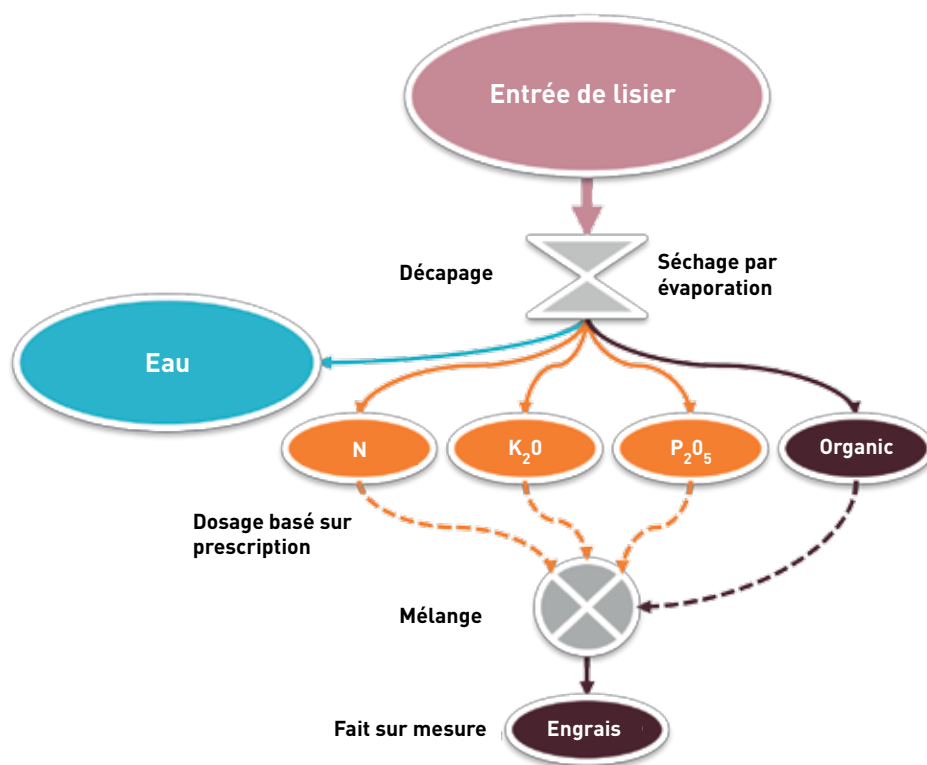 Entrée de lisier
Décapage
Séchage par
évaporation
Eau
N
K₂0
P₂0₅
Organic
Dosage basé sur
prescription
Mélange
Fait sur mesure
Engrais